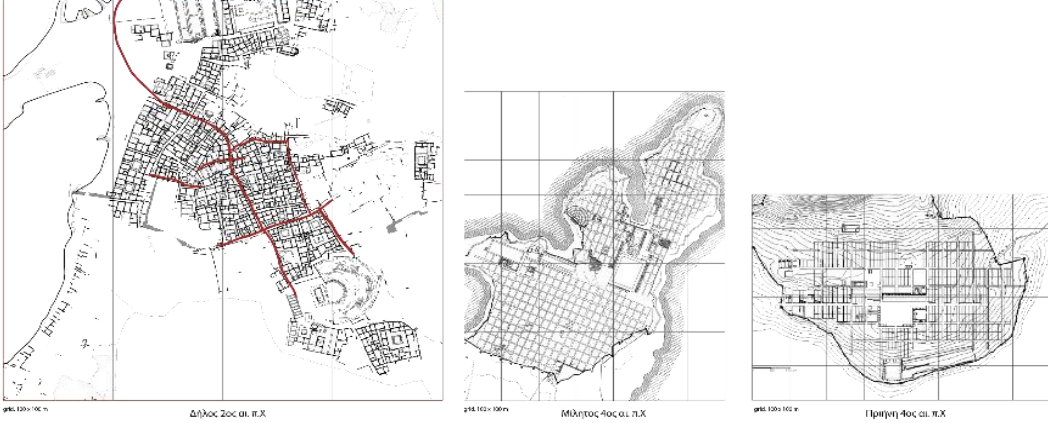 grid. 100 x 100 m
Δήλος 2ος αι. π.Χ
grid. 100 x 100 m
Μίλητος 4ος αι. π.Χ
grid. 100 x 100 m
Πριήνη 4ος αι. π.Χ